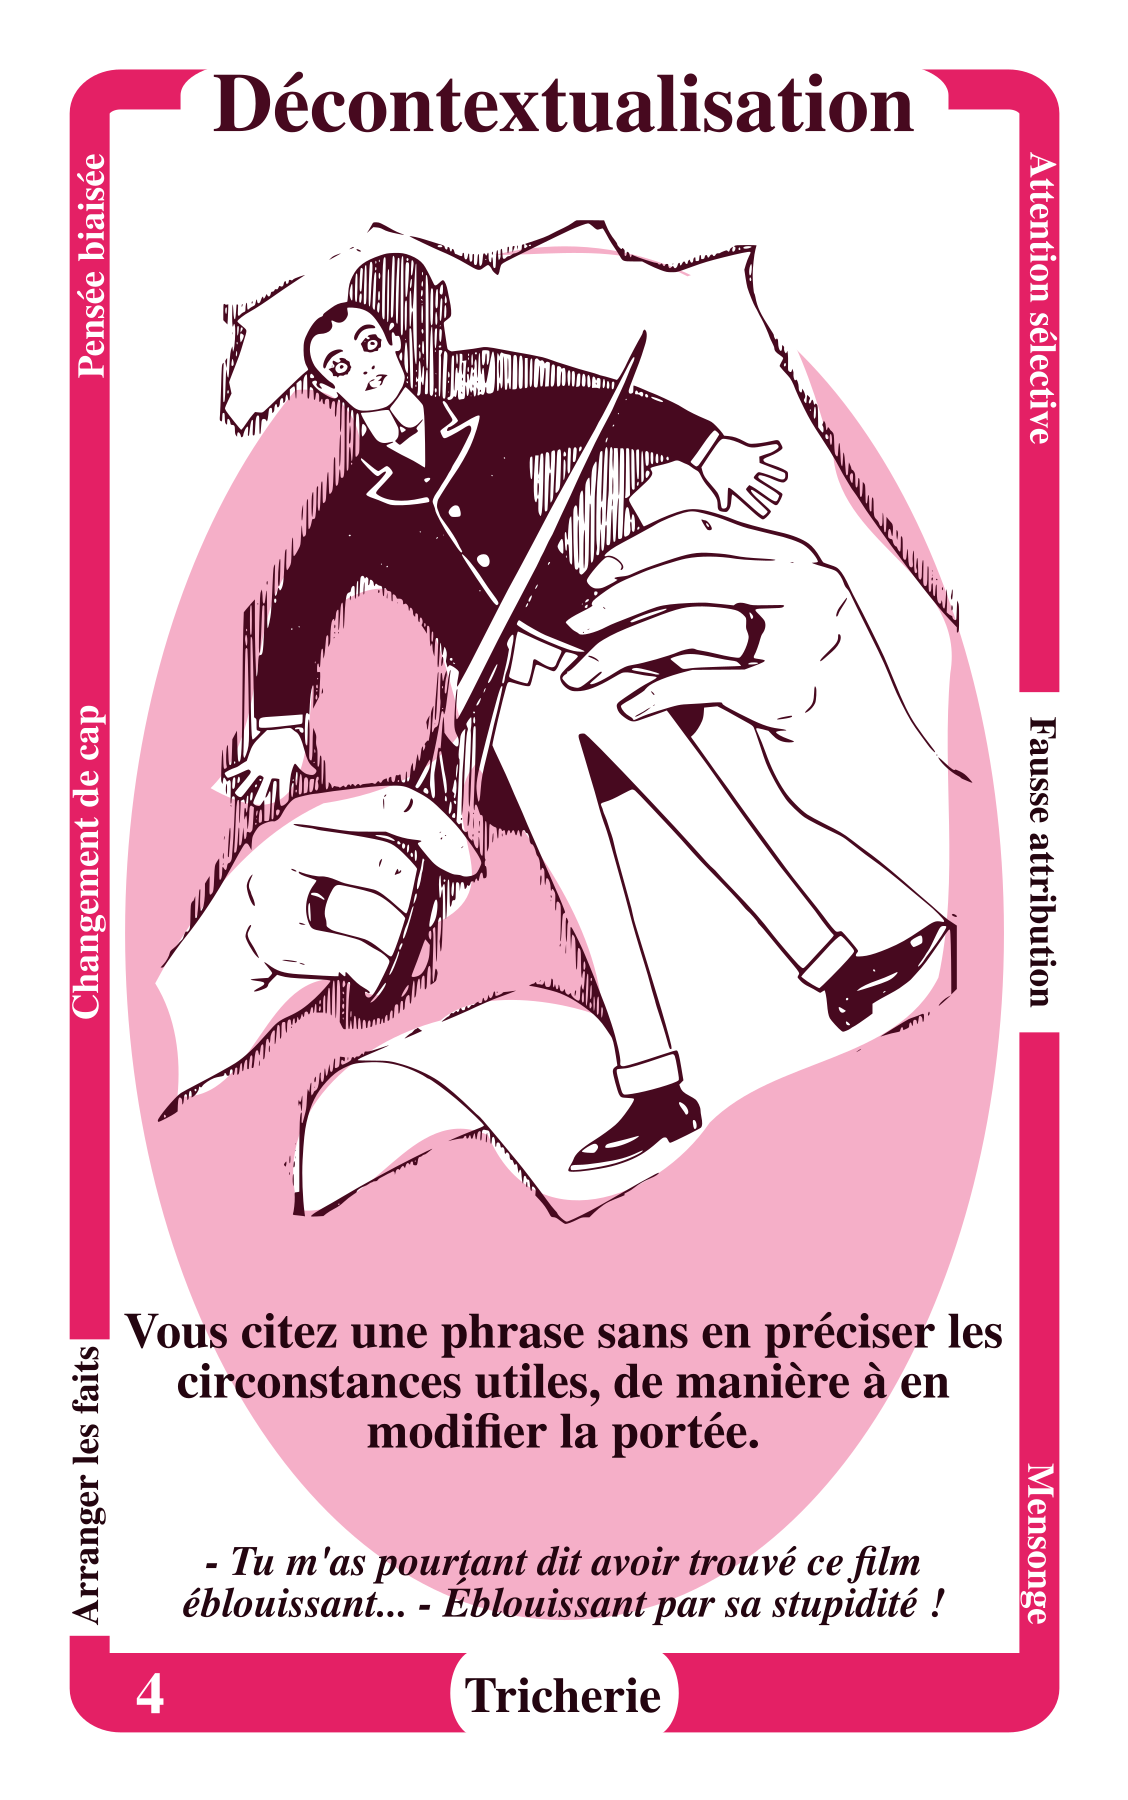 Décontextualisation
Pensée biaisée
Changement de cap
Arranger les faits
Attention sélective
Fausse attribution
Mensonge
Vous citez une phrase sans en préciser les
circonstances utiles, de manière à en
modifier la portée.
- Tu m'as pourtant dit avoir trouvé ce film
éblouissant... - Éblouissant par sa stupidité !
4
Tricherie